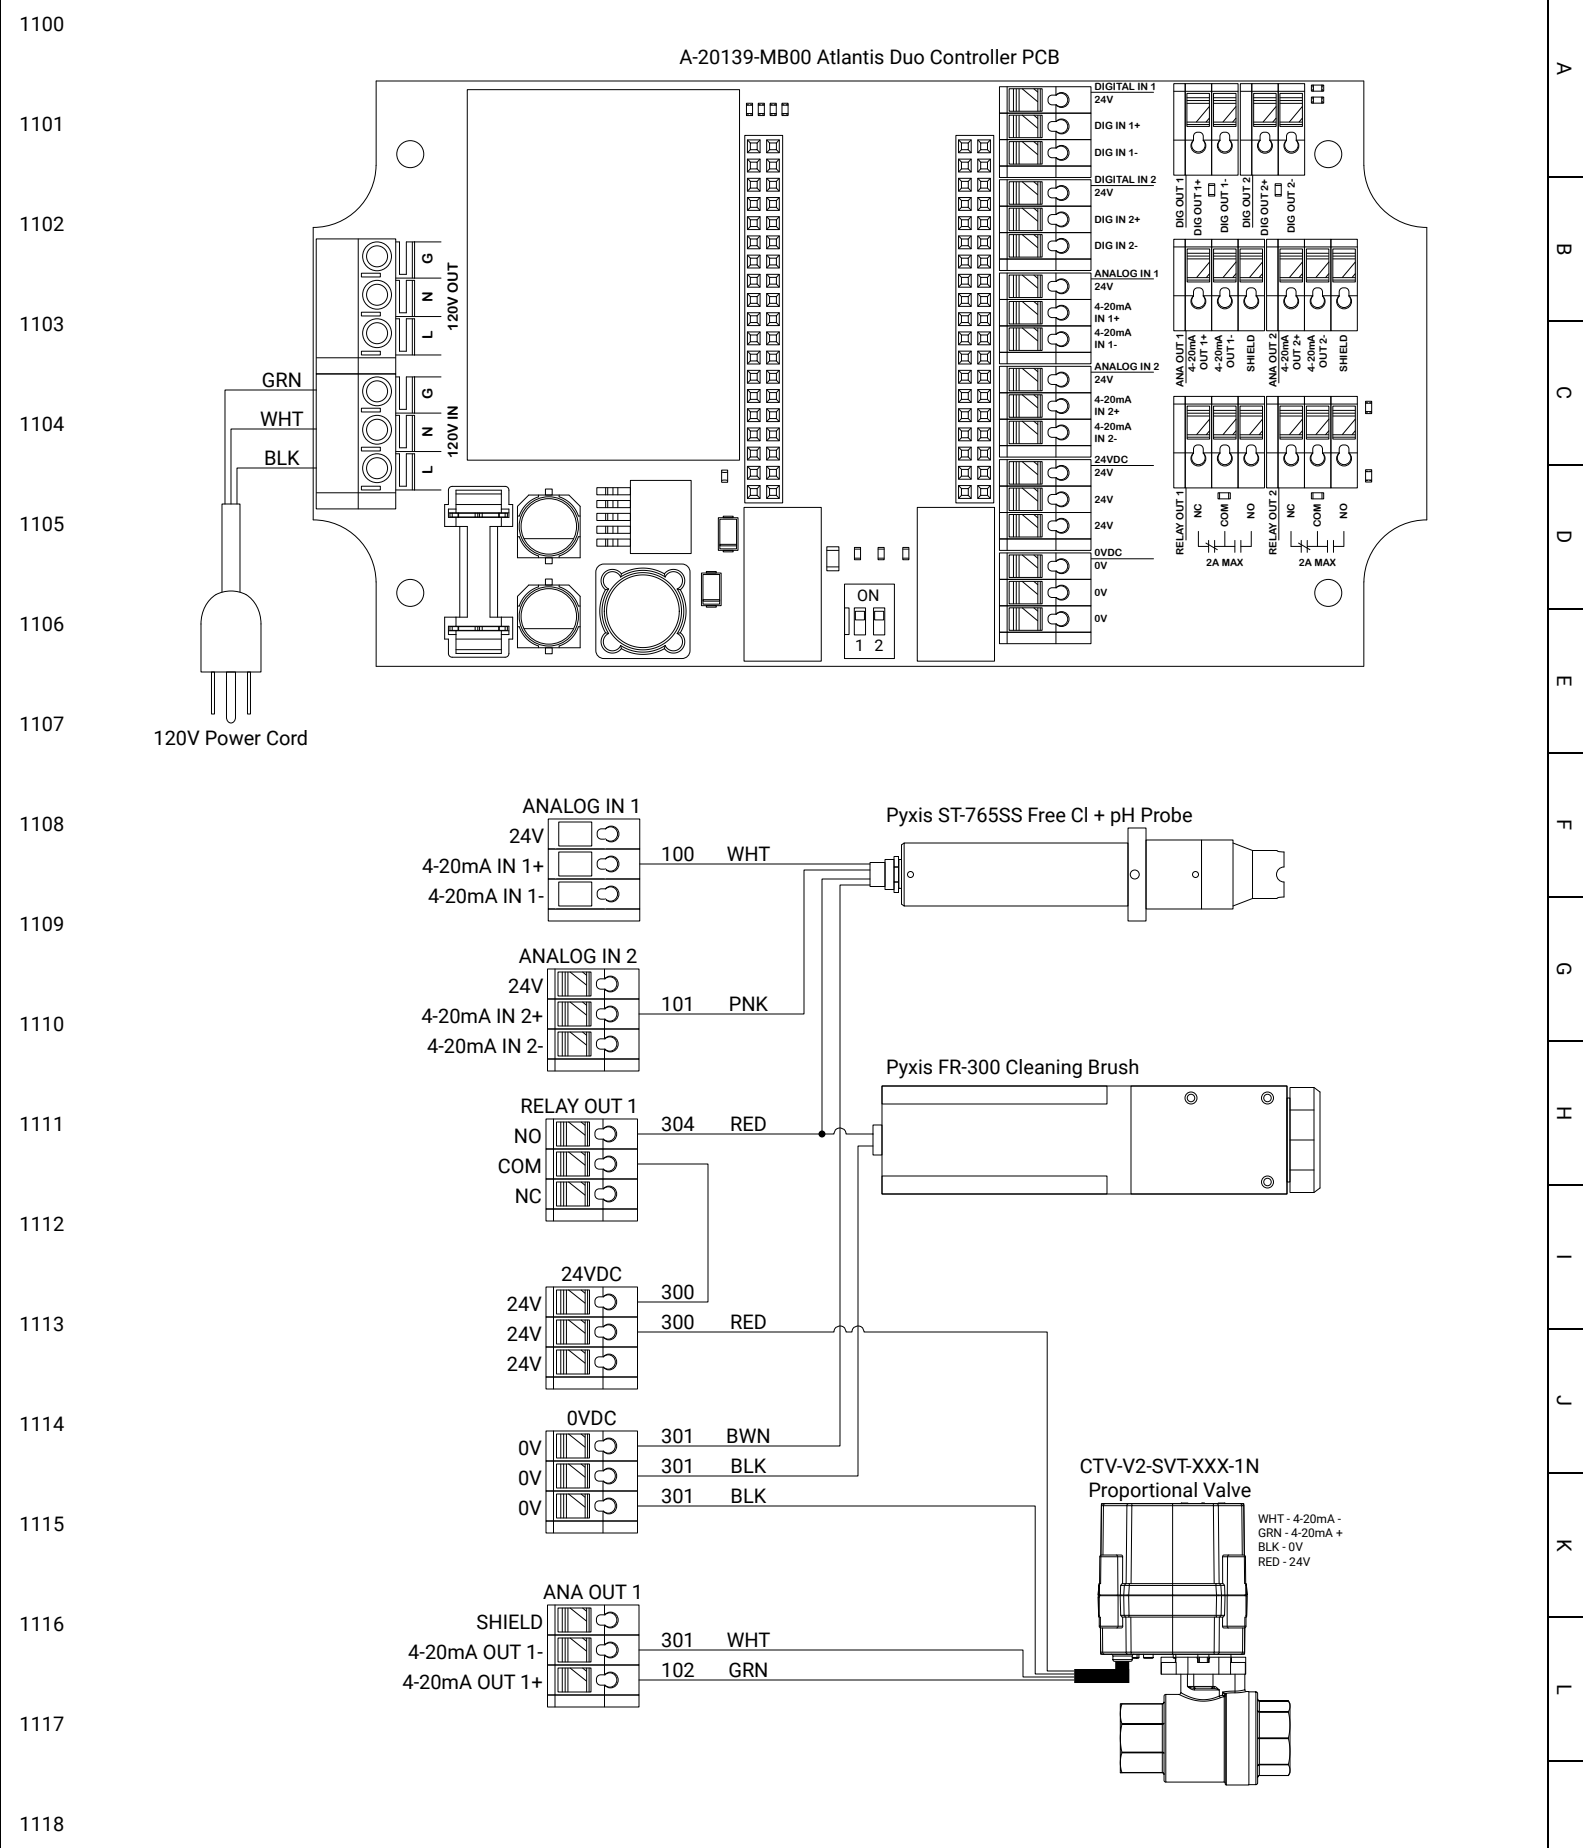 1100
A-20139-MB00 Atlantis Duo Controller PCB
A
1101
DIGITAL IN 1
24V
DIG IN 1+
DIG IN 1-
DIGITAL IN 2
24V
DIG IN 2+
DIG IN 2-
ANALOG IN 1
24V
4-20mA
IN 1+
4-20mA
IN 1-
ANALOG IN 2
24V
4-20mA
IN 2+
4-20mA
IN 2-
24VDC
24V
24V
24V
0VDC
0V
0V
0V
DIG OUT 1
DIG OUT 1+
DIG OUT 1-
DIG OUT 2
DIG OUT 2+
DIG OUT 2-
ANA OUT 1
4-20mA
OUT 1+
4-20mA
OUT 1-
SHIELD
ANA OUT 2
4-20mA
OUT 2+
4-20mA
OUT 2-
SHIELD
RELAY OUT 1
NC
COM
NO
2A MAX
RELAY OUT 2
NC
COM
NO
2A MAX
1102
B
G
N
L
120V OUT
1103
GRN
WHT
BLK
G
N
L
120V IN
C
1104
1105
D
ON
1 2
1106
E
1107
120V Power Cord
1108
F
ANALOG IN 1
24V
4-20mA IN 1+
4-20mA IN 1-
100 WHT
Pyxis ST-765SS Free Cl + pH Probe
1109
G
ANALOG IN 2
24V
4-20mA IN 2+
4-20mA IN 2-
101 PNK
1110
Pyxis FR-300 Cleaning Brush
H
RELAY OUT 1
1111
NO
COM
NC
304 RED
1112
I
24VDC
24V
24V
24V
300
300 RED
1113
J
0VDC
1114
0V
0V
0V
301 BWN
301 BLK
301 BLK
CTV-V2-SVT-XXX-1N
Proportional Valve
WHT - 4-20mA -
GRN - 4-20mA +
BLK - 0V
RED - 24V
1115
K
ANA OUT 1
1116
SHIELD
4-20mA OUT 1-
4-20mA OUT 1+
301 WHT
102 GRN
L
1117
1118